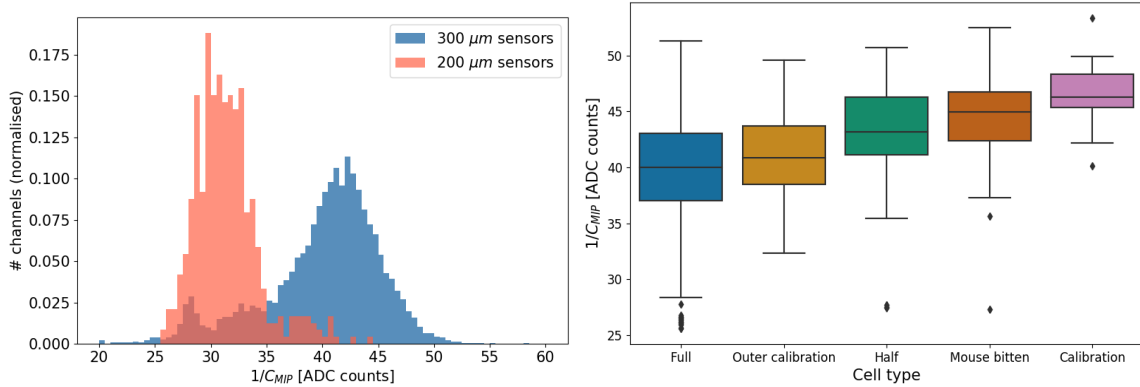 300 μm sensors
200 μm sensors
# channels (normalised)
0.175
0.150
0.125
0.100
0.075
0.050
0.025
0.000
20 25 30 35 40 45 50 55 60
1/C_MIP [ADC counts]
1/C_MIP [ADC counts]
50
45
40
35
30
25
Full Outer calibration Half Mouse bitten Calibration
Cell type